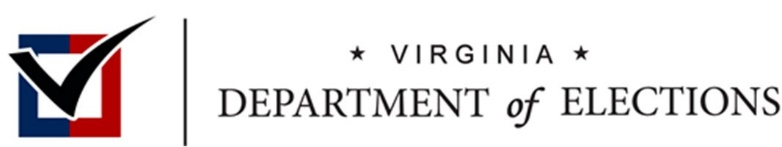 ★ VIRGINIA ★
DEPARTMENT of ELECTIONS